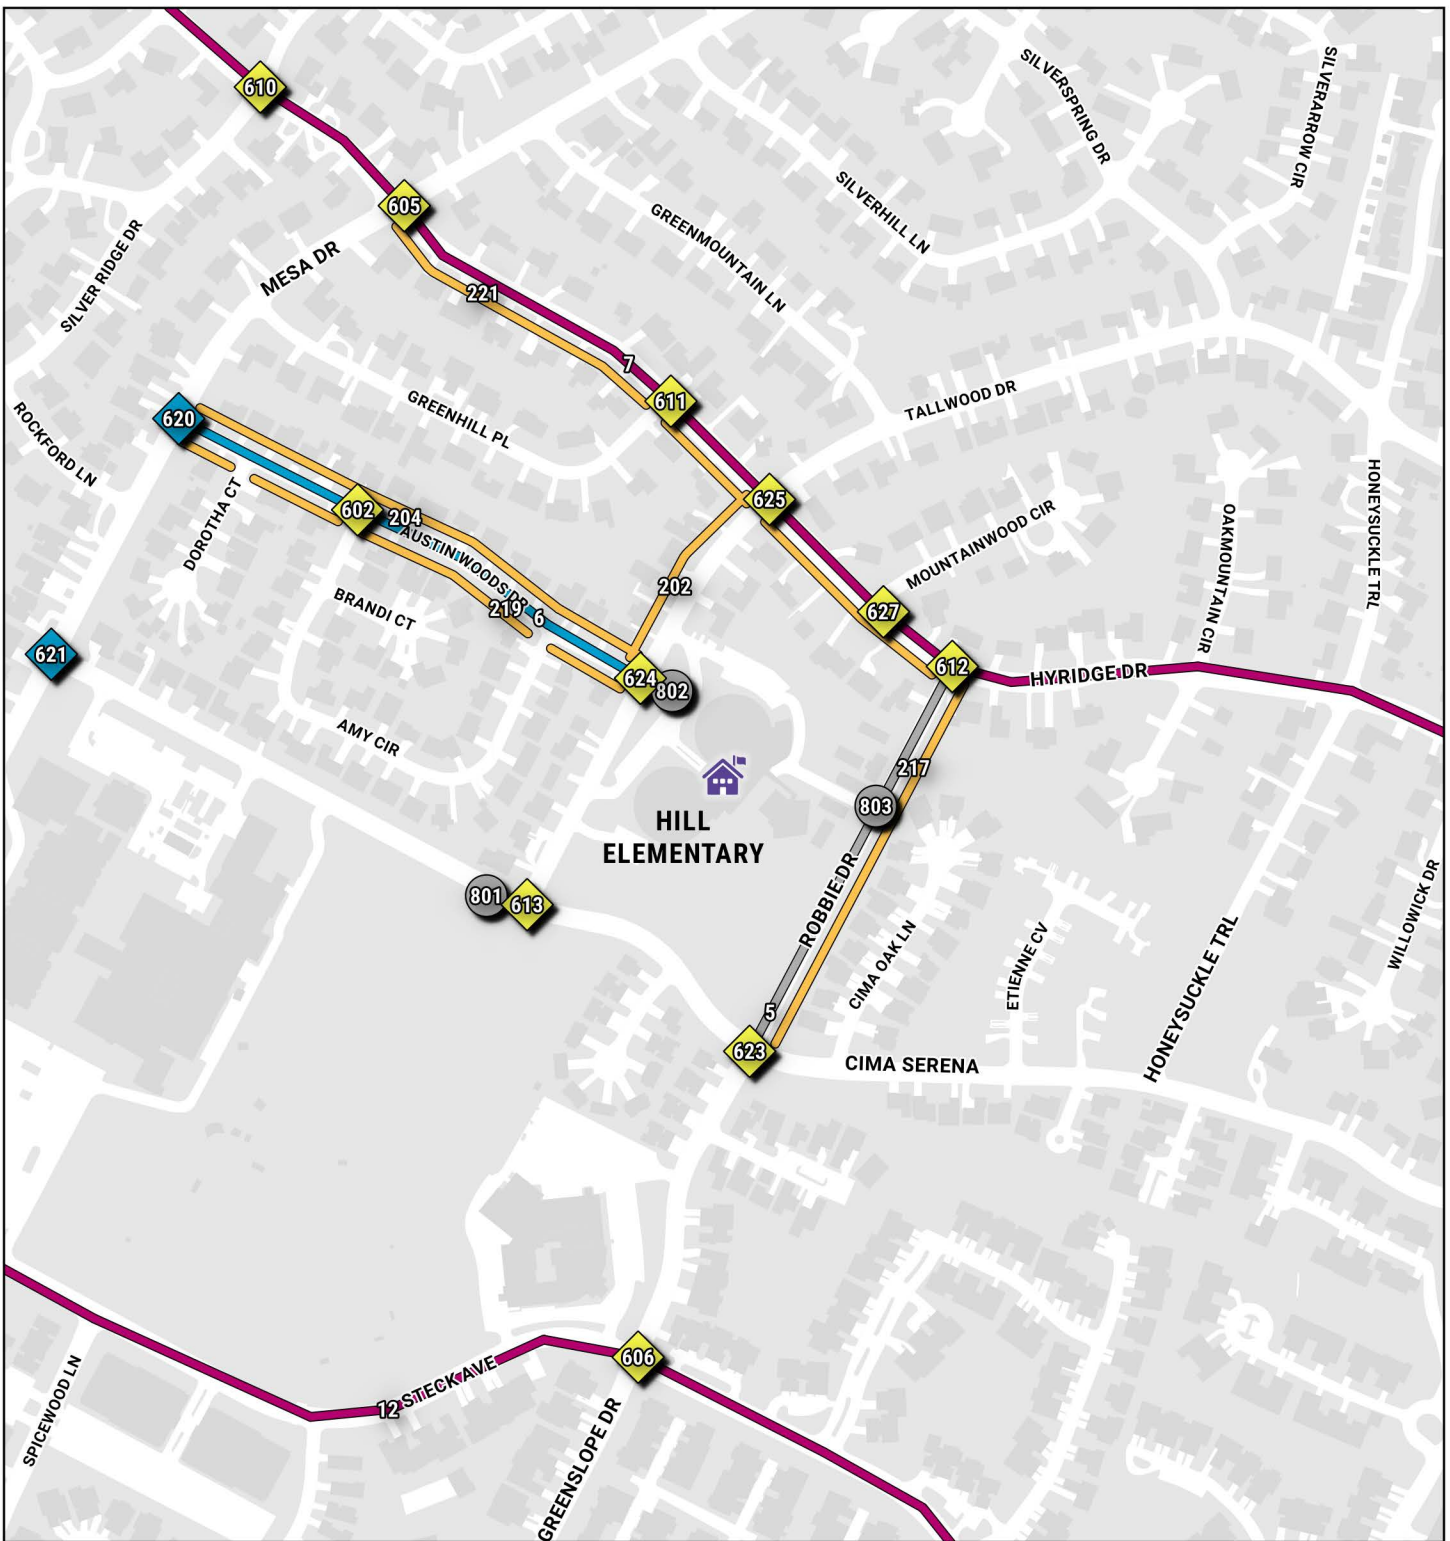 SILVERSPRING DR
SILVERARROW CIR
610
SILVERHILL LN
605
GREENMOUNTAIN LN
SILVER RIDGE DR
MESA DR
221
7
611
TALLWOOD DR
ROCKFORD LN
620
GREENHILL PL
HONEYSUCKLE TRL
602
204
625
DOROTHA CT
AUSTIN WOODS DR
MOUNTAINWOOD CIR
OAKMOUNTAIN CIR
202
BRANDI CT
219
6
627
621
624
802
612
HYRIDGE DR
AMY CIR
217
803
HILL
ELEMENTARY
801
613
ROBBIE DR
CIMA OAK LN
ETIENNE CV
WILLOWICK DR
HONEYSUCKLE TRL
5
623
CIMA SERENA
606
12
STECK AVE
SPICEWOOD LN
GREENSLOPE DR